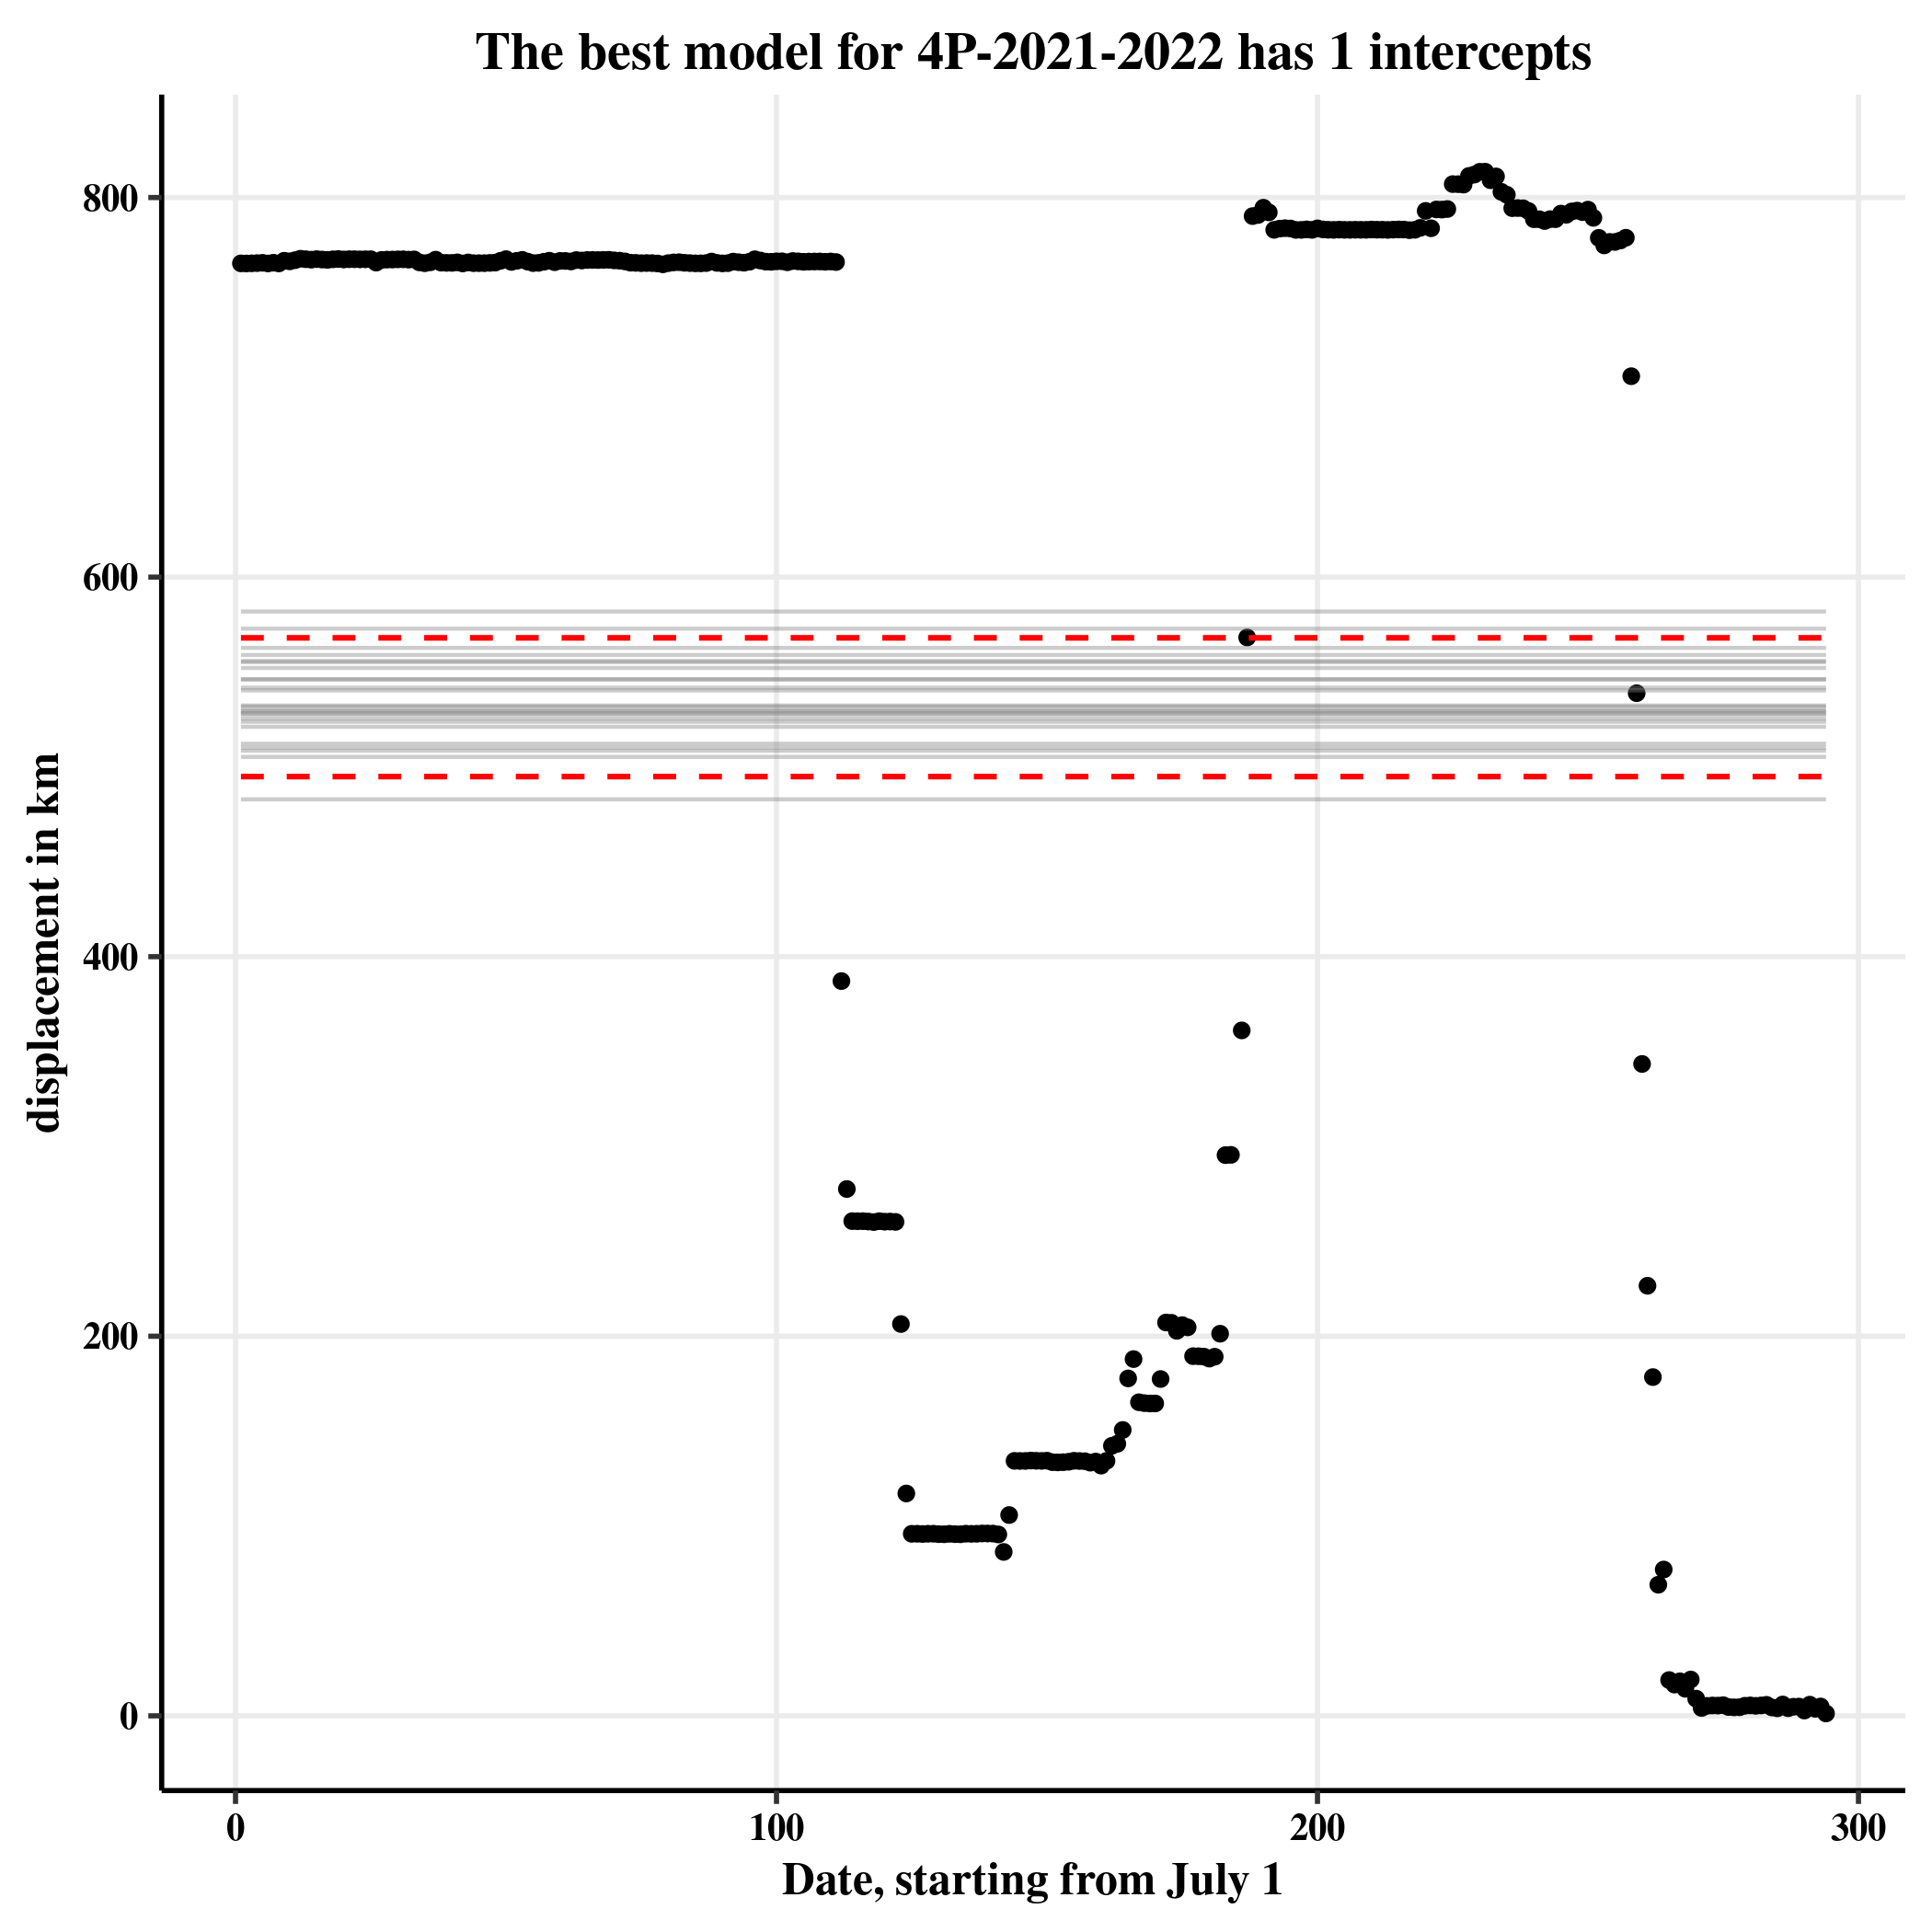 The best model for 4P-2021-2022 has 1 intercepts
800
600
400
200
0
displacement in km
0 100 200 300
Date, starting from July 1